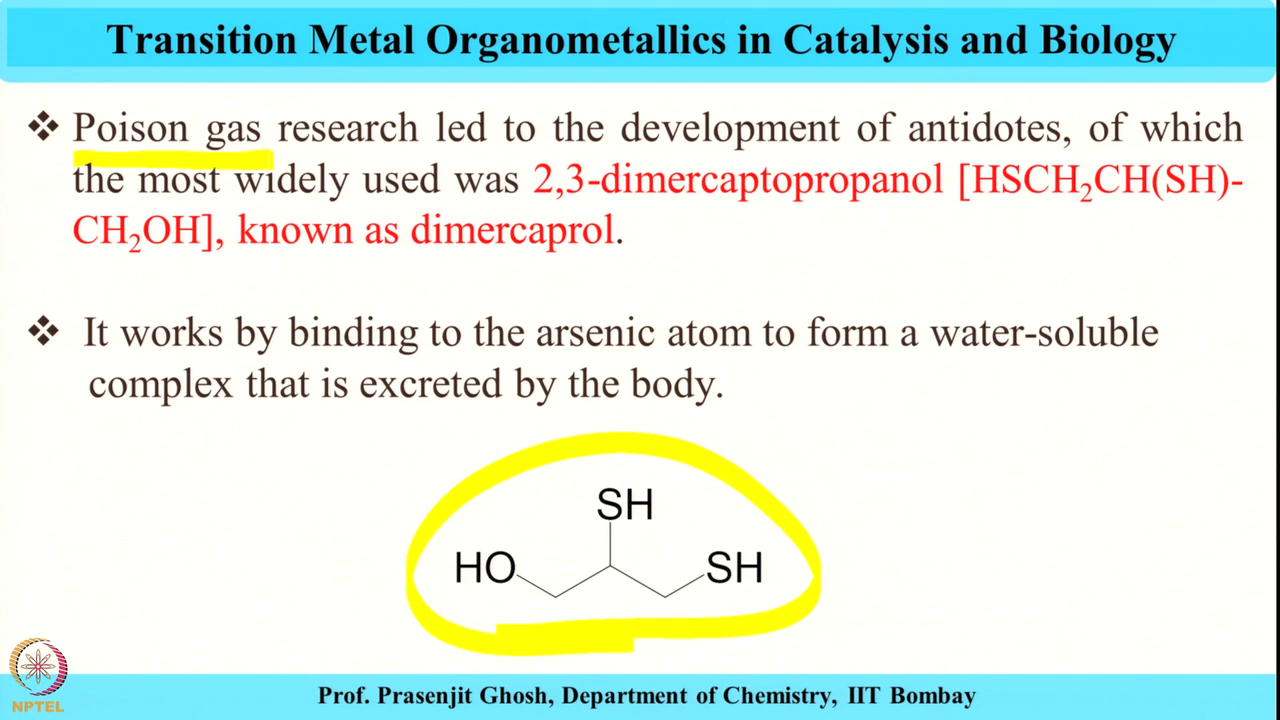 Transition Metal Organometallics in Catalysis and Biology
❖ Poison gas research led to the development of antidotes, of which
the most widely used was 2,3-dimercaptopropanol [HSCH₂CH(SH)-
CH₂OH], known as dimercaprol.
❖ It works by binding to the arsenic atom to form a water-soluble
complex that is excreted by the body.
SH
HO SH
NPTEL
Prof. Prasenjit Ghosh, Department of Chemistry, IIT Bombay